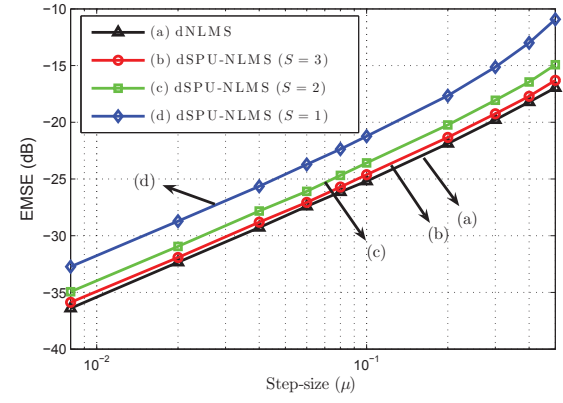 EMSE (dB)
-10
-15
-20
-25
-30
-35
-40
(a) dNLMS
(b) dSPU-NLMS (S = 3)
(c) dSPU-NLMS (S = 2)
(d) dSPU-NLMS (S = 1)
(d)
(a)
(b)
(c)
10⁻²
10⁻¹
Step-size (μ)